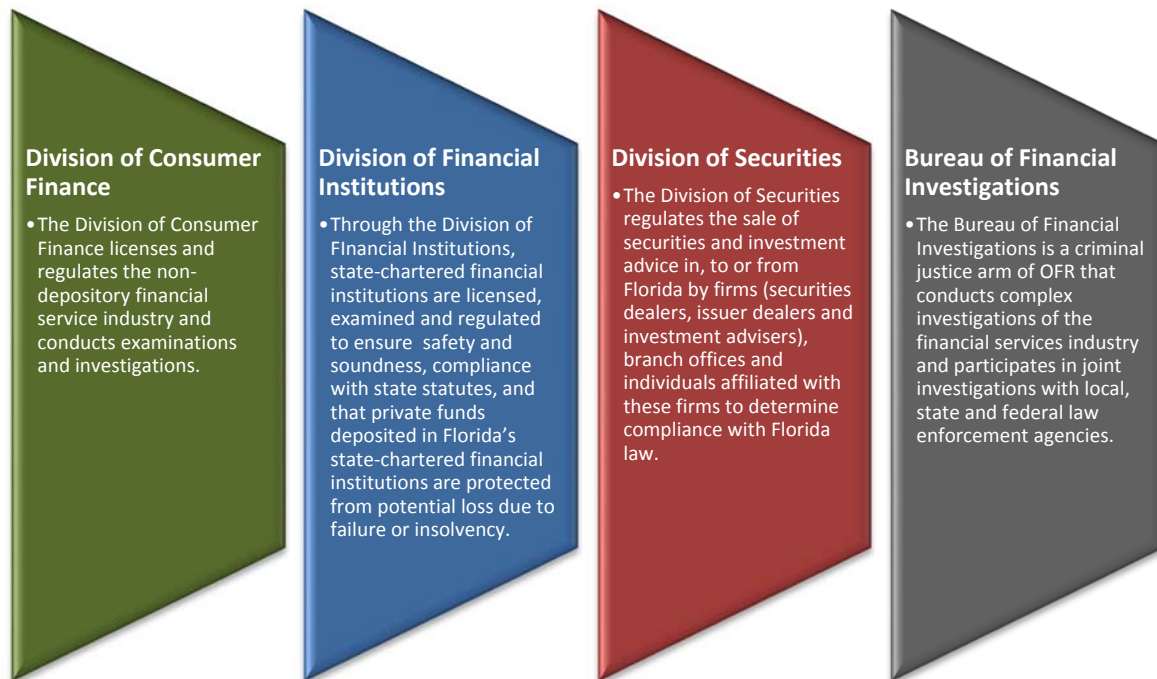 Division of Consumer
Finance
•The Division of Consumer
Finance licenses and
regulates the non-
depository financial
service industry and
conducts examinations
and investigations.
Division of Financial
Institutions
•Through the Division of
FInancial Institutions,
state-chartered financial
institutions are licensed,
examined and regulated
to ensure safety and
soundness, compliance
with state statutes, and
that private funds
deposited in Florida’s
state-chartered financial
institutions are protected
from potential loss due to
failure or insolvency.
Division of Securities
•The Division of Securities
regulates the sale of
securities and investment
advice in, to or from
Florida by firms (securities
dealers, issuer dealers and
investment advisers),
branch offices and
individuals affiliated with
these firms to determine
compliance with Florida
law.
Bureau of Financial
Investigations
•The Bureau of Financial
Investigations is a criminal
justice arm of OFR that
conducts complex
investigations of the
financial services industry
and participates in joint
investigations with local,
state and federal law
enforcement agencies.